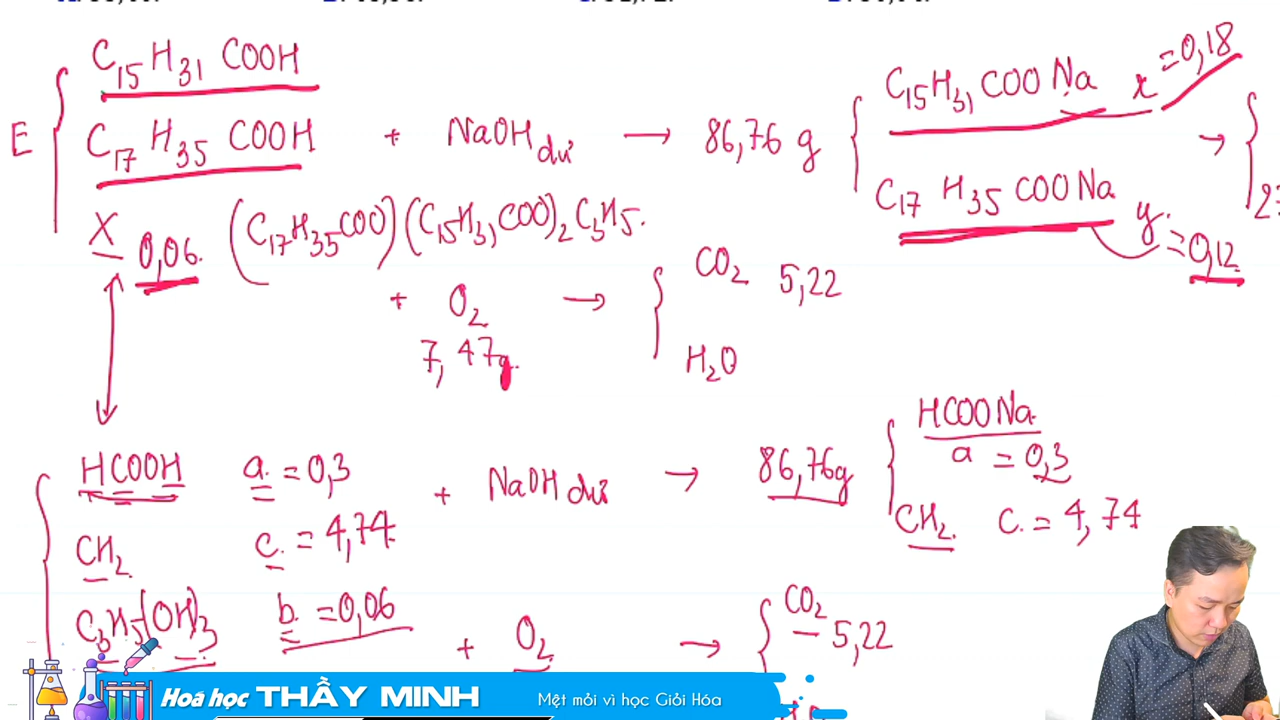 E
C15H31COOH
C17H35COOH + NaOH dư → 86,76 g
X 0,06. (C17H35COO)(C15H31COO)2C3H5.
C15H31COONa x = 0,18
C17H35COONa y = 0,12
→
+ O2 → CO2 5,22
7,47
H2O
HCOOH a = 0,3 + NaOH dư → 86,76g HCOONa
a = 0,3
CH2 c. = 4,74 CH2. c. = 4,74
C3H5(OH)3 b = 0,06 + O2 → CO2 5,22
Hoá học THẦY MINH
Mệt mỏi vì học Giỏi Hóa